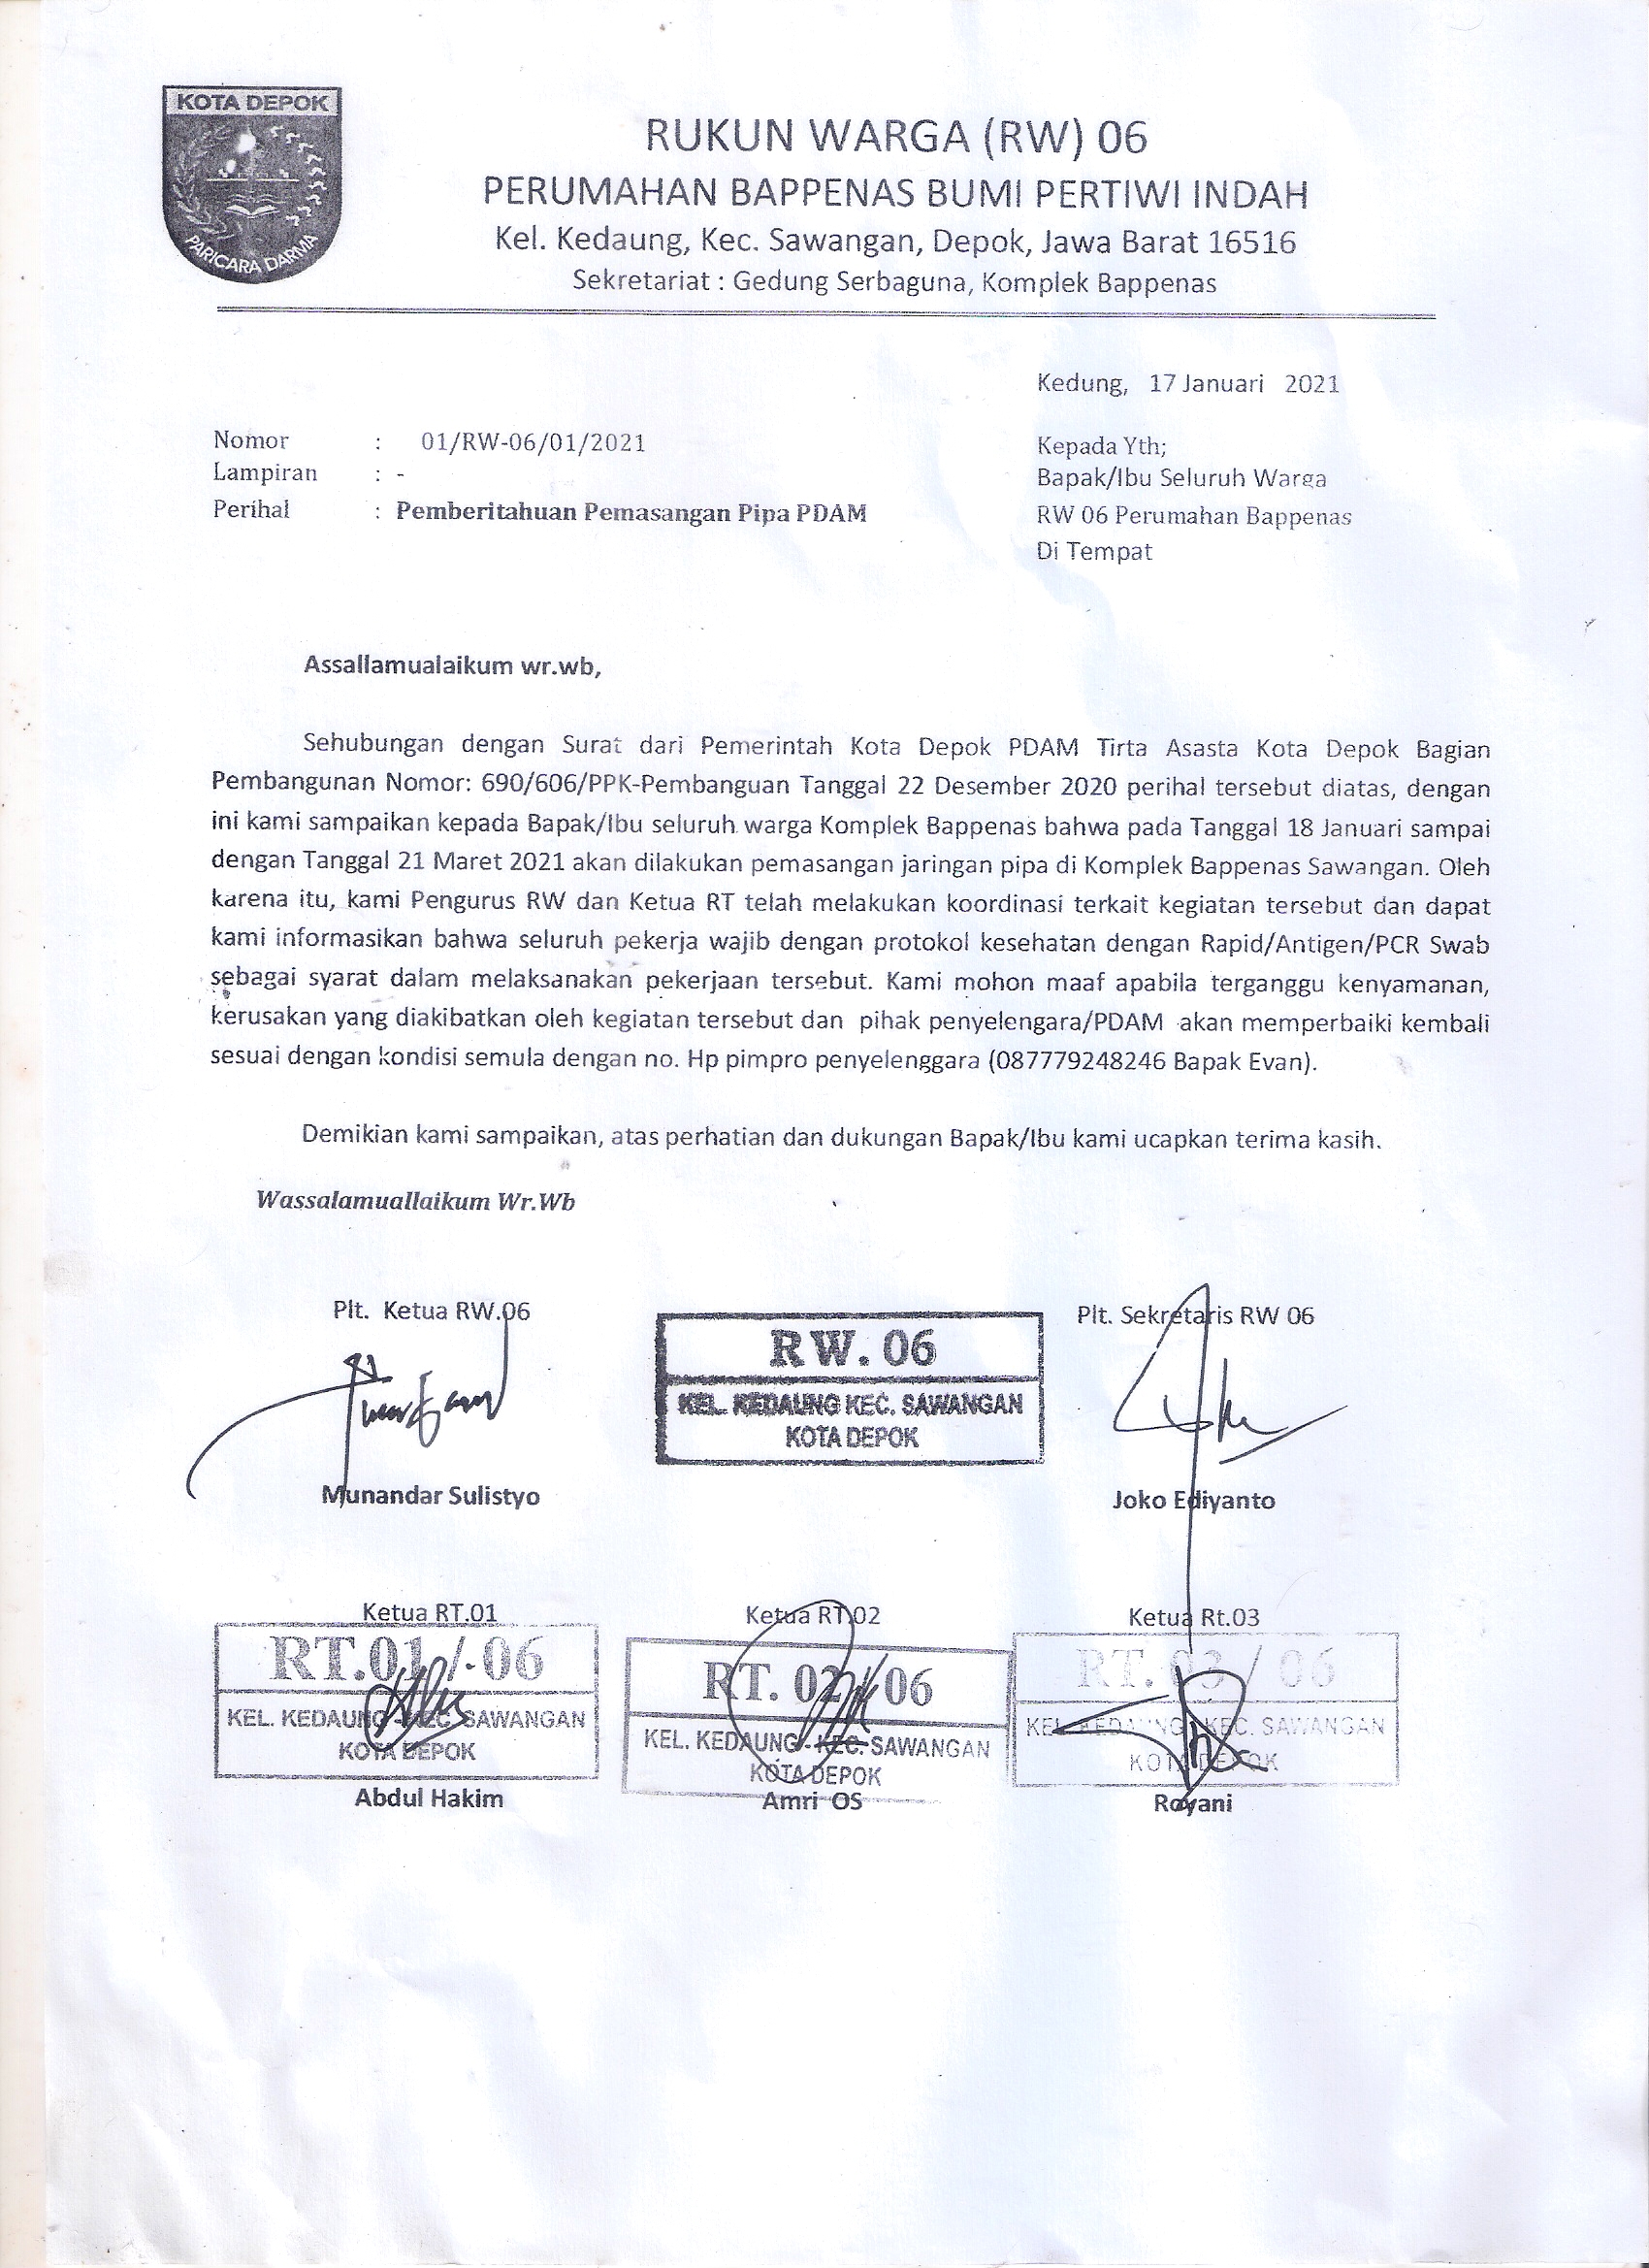 KOTA DEPOK
PARICARA DARMA
RUKUN WARGA (RW) 06
PERUMAHAN BAPPENAS BUMI PERTIWI INDAH
Kel. Kedaung, Kec. Sawangan, Depok, Jawa Barat 16516
Sekretariat : Gedung Serbaguna, Komplek Bappenas
Kedung, 17 Januari 2021
Nomor : 01/RW-06/01/2021
Lampiran : -
Perihal : Pemberitahuan Pemasangan Pipa PDAM
Kepada Yth;
Bapak/Ibu Seluruh Warga
RW 06 Perumahan Bappenas
Di Tempat
Assallamualaikum wr.wb,
Sehubungan dengan Surat dari Pemerintah Kota Depok PDAM Tirta Asasta Kota Depok Bagian
Pembangunan Nomor: 690/606/PPK-Pembanguan Tanggal 22 Desember 2020 perihal tersebut diatas, dengan
ini kami sampaikan kepada Bapak/Ibu seluruh warga Komplek Bappenas bahwa pada Tanggal 18 Januari sampai
dengan Tanggal 21 Maret 2021 akan dilakukan pemasangan jaringan pipa di Komplek Bappenas Sawangan. Oleh
karena itu, kami Pengurus RW dan Ketua RT telah melakukan koordinasi terkait kegiatan tersebut dan dapat
kami informasikan bahwa seluruh pekerja wajib dengan protokol kesehatan dengan Rapid/Antigen/PCR Swab
sebagai syarat dalam melaksanakan pekerjaan tersebut. Kami mohon maaf apabila terganggu kenyamanan,
kerusakan yang diakibatkan oleh kegiatan tersebut dan pihak penyelengara/PDAM akan memperbaiki kembali
sesuai dengan kondisi semula dengan no. Hp pimpro penyelenggara (087779248246 Bapak Evan).
Demikian kami sampaikan, atas perhatian dan dukungan Bapak/Ibu kami ucapkan terima kasih.
Wassalamuallaikum Wr.Wb
Plt. Ketua RW.06
Munandar Sulistyo
RW. 06
KEL. KEDAUNG KEC. SAWANGAN
KOTA DEPOK
Plt. Sekretaris RW 06
Joko Ediyanto
Ketua RT.01
RT.01/.06
KEL. KEDAUNG - KEC. SAWANGAN
KOTA DEPOK
Abdul Hakim
Ketua RT.02
RT. 02/06
KEL. KEDAUNG - KEC. SAWANGAN
KOTA DEPOK
Amri OS
Ketua Rt.03
RT. 03 / 06
KEL. KEDAUNG - KEC. SAWANGAN
KOTA DEPOK
Royani